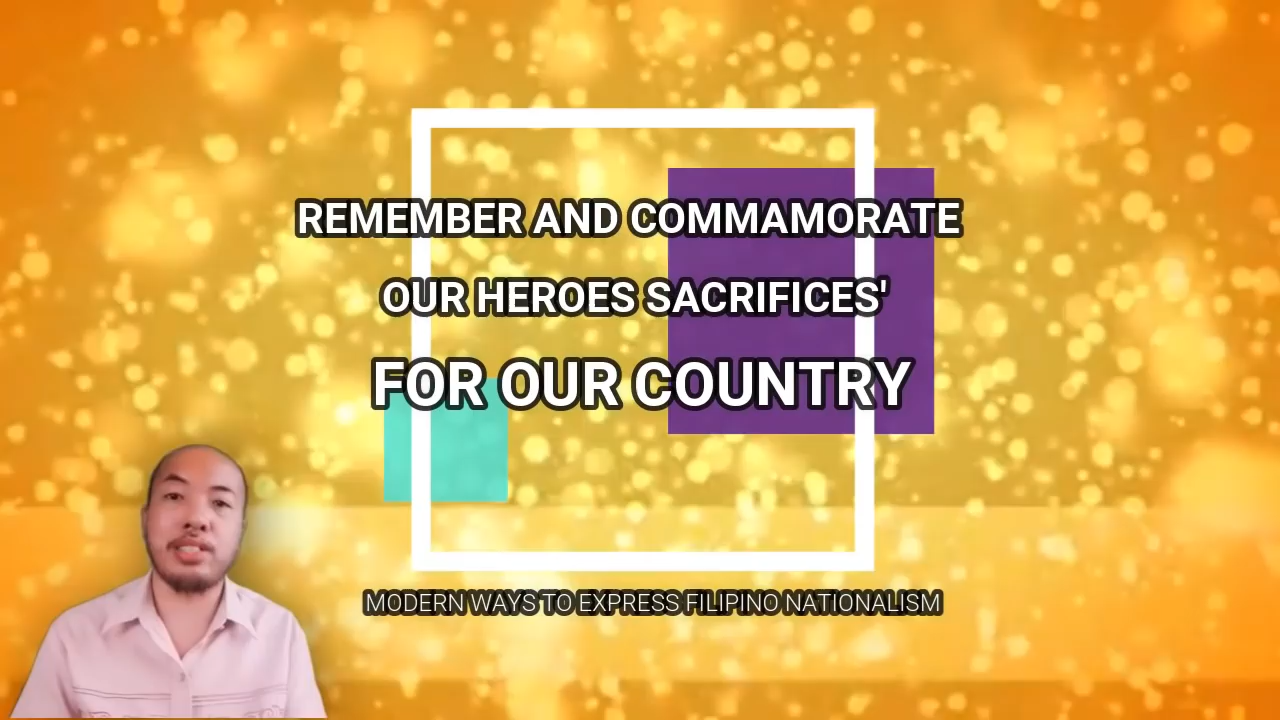 REMEMBER AND COMMAMORATE
OUR HEROES SACRIFICES'
FOR OUR COUNTRY
MODERN WAYS TO EXPRESS FILIPINO NATIONALISM